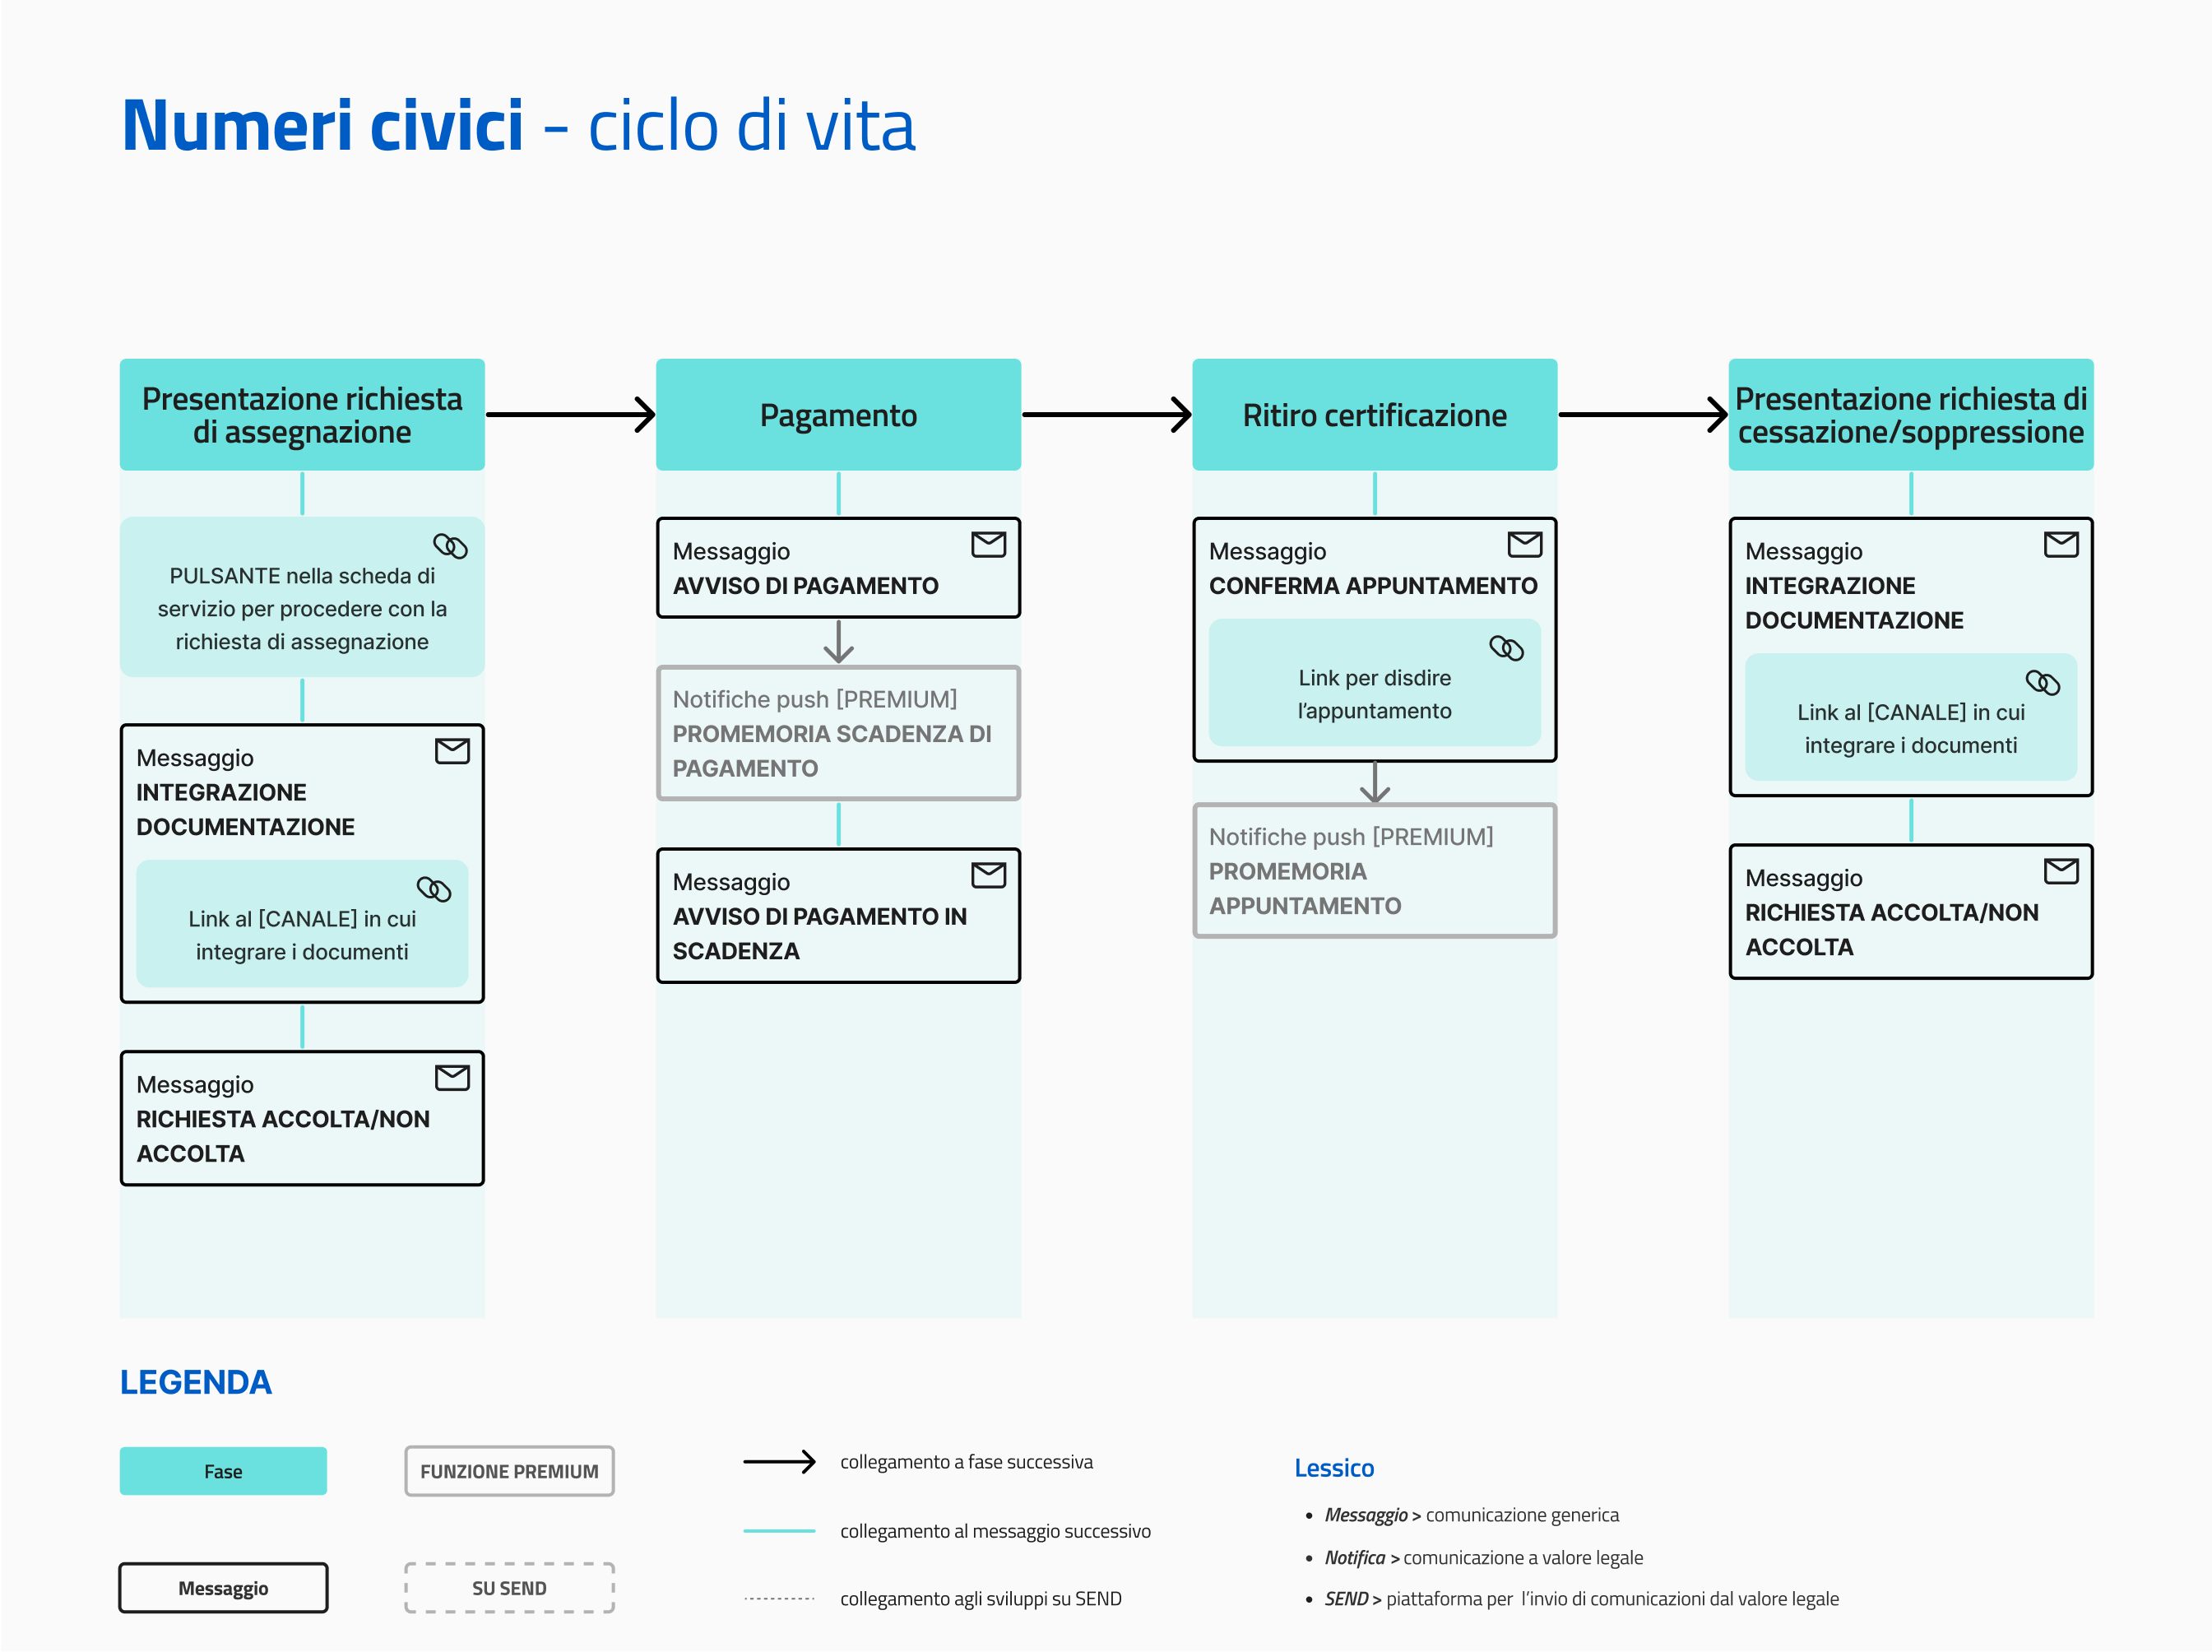 Numeri civici - ciclo di vita
Presentazione richiesta
di assegnazione
PULSANTE nella scheda di
servizio per procedere con la
richiesta di assegnazione
Messaggio
INTEGRAZIONE
DOCUMENTAZIONE
Link al [CANALE] in cui
integrare i documenti
Messaggio
RICHIESTA ACCOLTA/NON
ACCOLTA
Pagamento
Messaggio
AVVISO DI PAGAMENTO
Notifiche push [PREMIUM]
PROMEMORIA SCADENZA DI
PAGAMENTO
Messaggio
AVVISO DI PAGAMENTO IN
SCADENZA
Ritiro certificazione
Messaggio
CONFERMA APPUNTAMENTO
Link per disdire
l’appuntamento
Notifiche push [PREMIUM]
PROMEMORIA
APPUNTAMENTO
Presentazione richiesta di
cessazione/soppressione
Messaggio
INTEGRAZIONE
DOCUMENTAZIONE
Link al [CANALE] in cui
integrare i documenti
Messaggio
RICHIESTA ACCOLTA/NON
ACCOLTA
LEGENDA
Fase
FUNZIONE PREMIUM
Messaggio
SU SEND
collegamento a fase successiva
collegamento al messaggio successivo
collegamento agli sviluppi su SEND
Lessico
• Messaggio > comunicazione generica
• Notifica > comunicazione a valore legale
• SEND > piattaforma per l’invio di comunicazioni dal valore legale